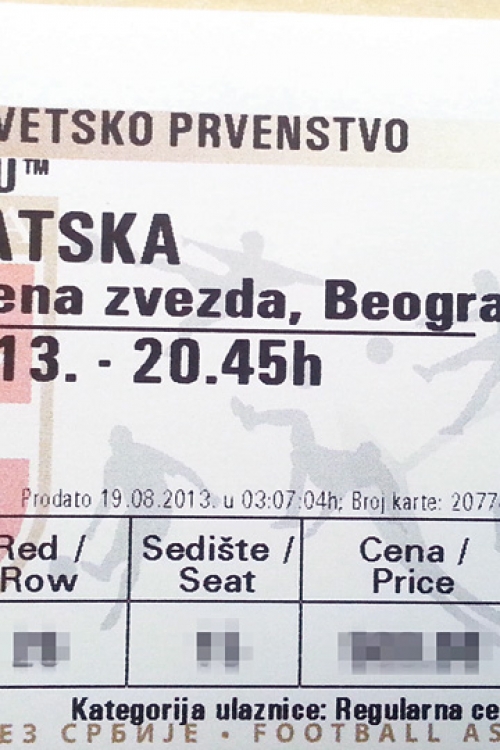 VETSKO PRVENSTVO
U™
ATSKA
ena zvezda, Beogra
13. - 20.45h
Prodato 19.08.2013. u 03:07:04h; Broj karte: 2077
Red / Sedište / Cena /
Row Seat Price
Kategorija ulaznice: Regularna ce
ЕЗ СРБИЈЕ • FOOTBALL AS